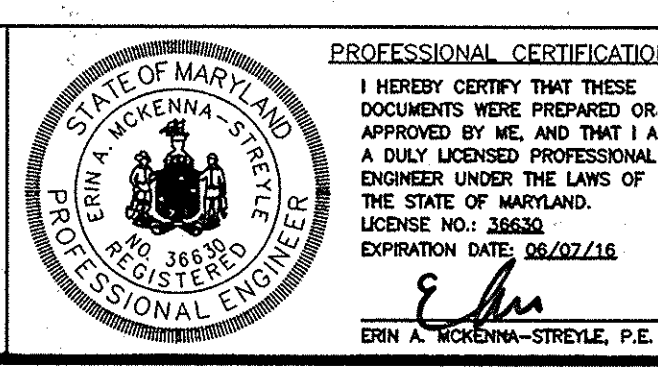 STATE OF MARYLAND
ERIN A. MCKENNA-STREYLE
NO. 36630
REGISTERED
PROFESSIONAL ENGINEER
PROFESSIONAL CERTIFICATION
I HEREBY CERTIFY THAT THESE
DOCUMENTS WERE PREPARED OR
APPROVED BY ME, AND THAT I A
A DULY LICENSED PROFESSIONAL
ENGINEER UNDER THE LAWS OF
THE STATE OF MARYLAND.
LICENSE NO.: 36630
EXPIRATION DATE: 06/07/16
ERIN A. MCKENNA-STREYLE, P.E.